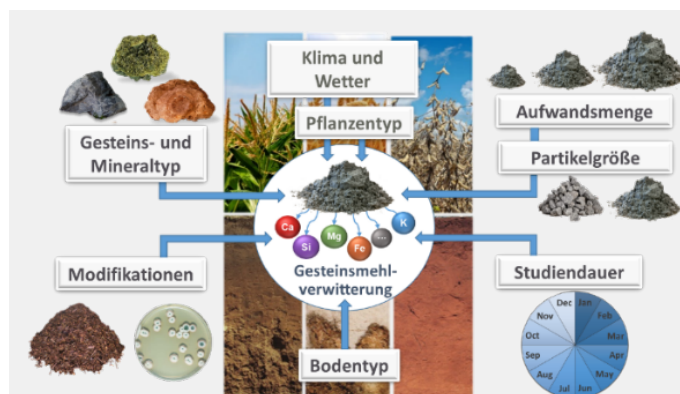 Klima und
Wetter
Pflanzentyp
Gesteins- und
Mineraltyp
Aufwandsmenge
Partikelgröße
Ca
Si
Mg
Fe
...
K
Gesteinsmehl-
verwitterung
Modifikationen
Studiendauer
Bodentyp
Dec
Jan
Nov
Feb
Oct
Mar
Sep
Apr
Aug
May
Jul
Jun